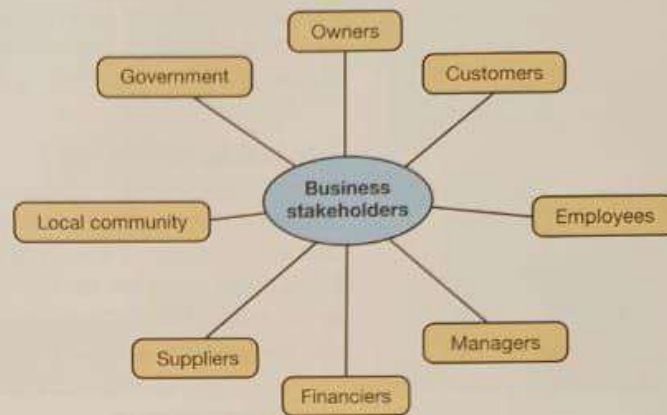 Owners
Government
Customers
Business
stakeholders
Local community
Employees
Suppliers
Managers
Financiers